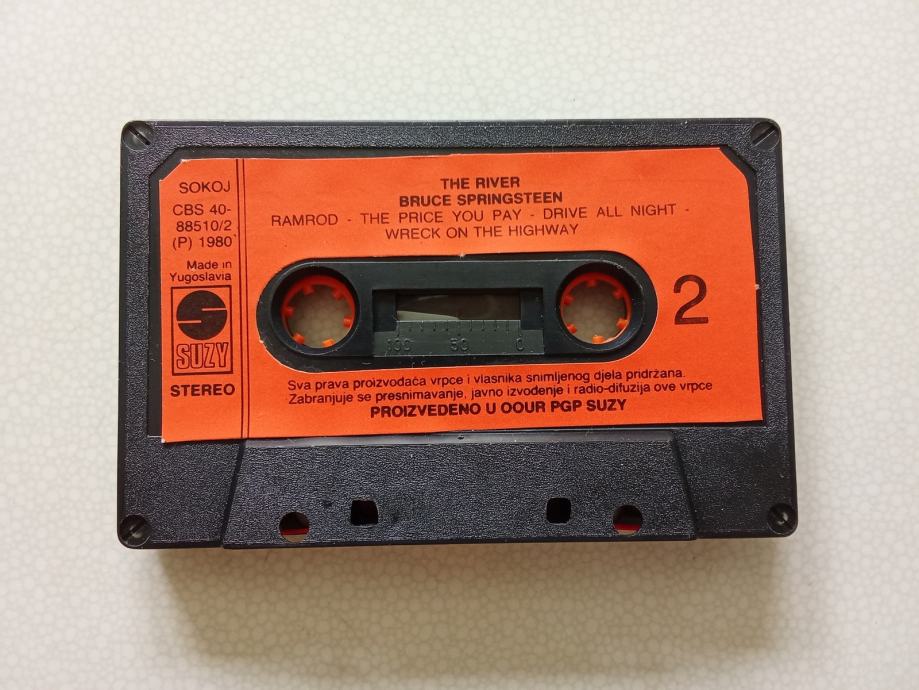 SOKOJ
CBS 40-
88510/2
(P) 1980
Made in
Yugoslavia
SUZY
STEREO
THE RIVER
BRUCE SPRINGSTEEN
RAMROD - THE PRICE YOU PAY - DRIVE ALL NIGHT -
WRECK ON THE HIGHWAY
2
100 50 0
Sva prava proizvođača vrpce i vlasnika snimljenog djela pridržana.
Zabranjuje se presnimavanje, javno izvođenje i radio-difuzija ove vrpce
PROIZVEDENO U OOUR PGP SUZY